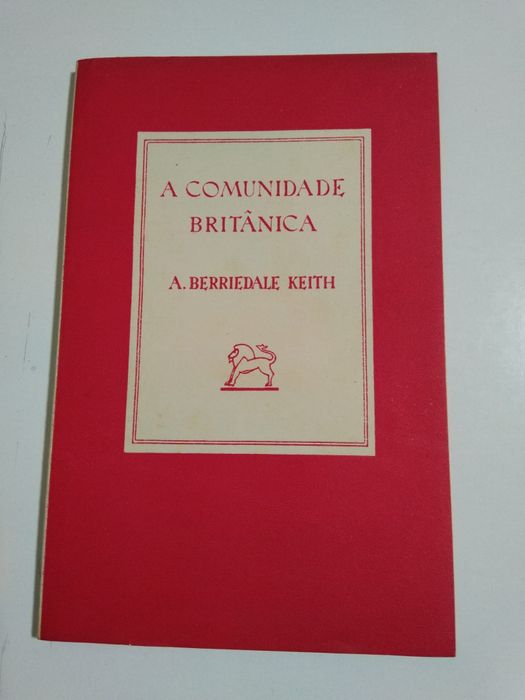 A COMUNIDADE
BRITÂNICA
A. BERRIEDALE KEITH